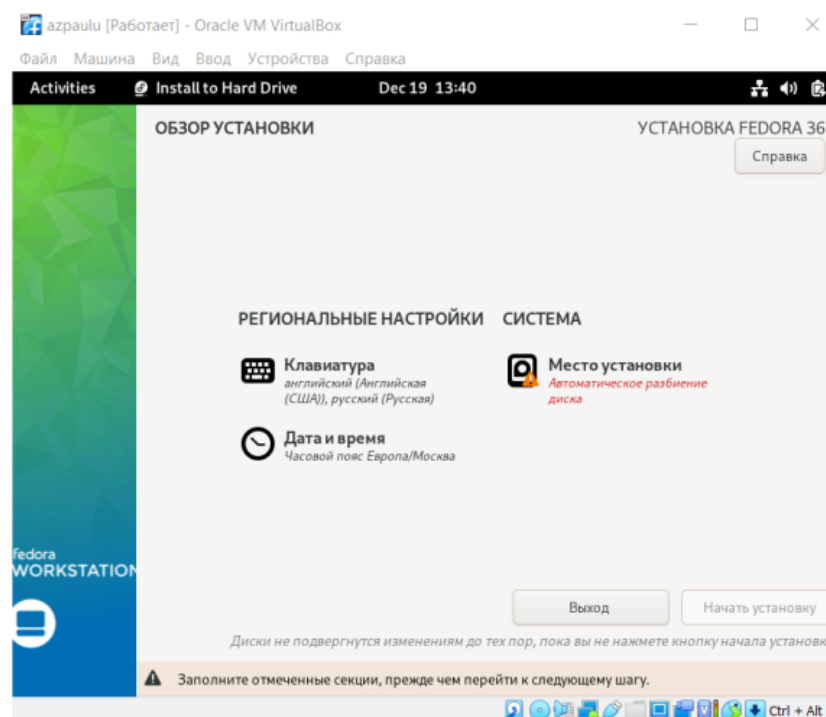 azpaulu [Работает] - Oracle VM VirtualBox
Файл Машина Вид Ввод Устройства Справка
Activities Install to Hard Drive Dec 19 13:40
ОБЗОР УСТАНОВКИ УСТАНОВКА FEDORA 36
Справка
РЕГИОНАЛЬНЫЕ НАСТРОЙКИ СИСТЕМА
Клавиатура
английский (Английская
(США)), русский (Русская)
Место установки
Автоматическое разбиение
диска
Дата и время
Часовой пояс Европа/Москва
fedora
WORKSTATION
Выход Начать установку
Диски не подвергнутся изменениям до тех пор, пока вы не нажмете кнопку начала установк
Заполните отмеченные секции, прежде чем перейти к следующему шагу.
Ctrl + Alt